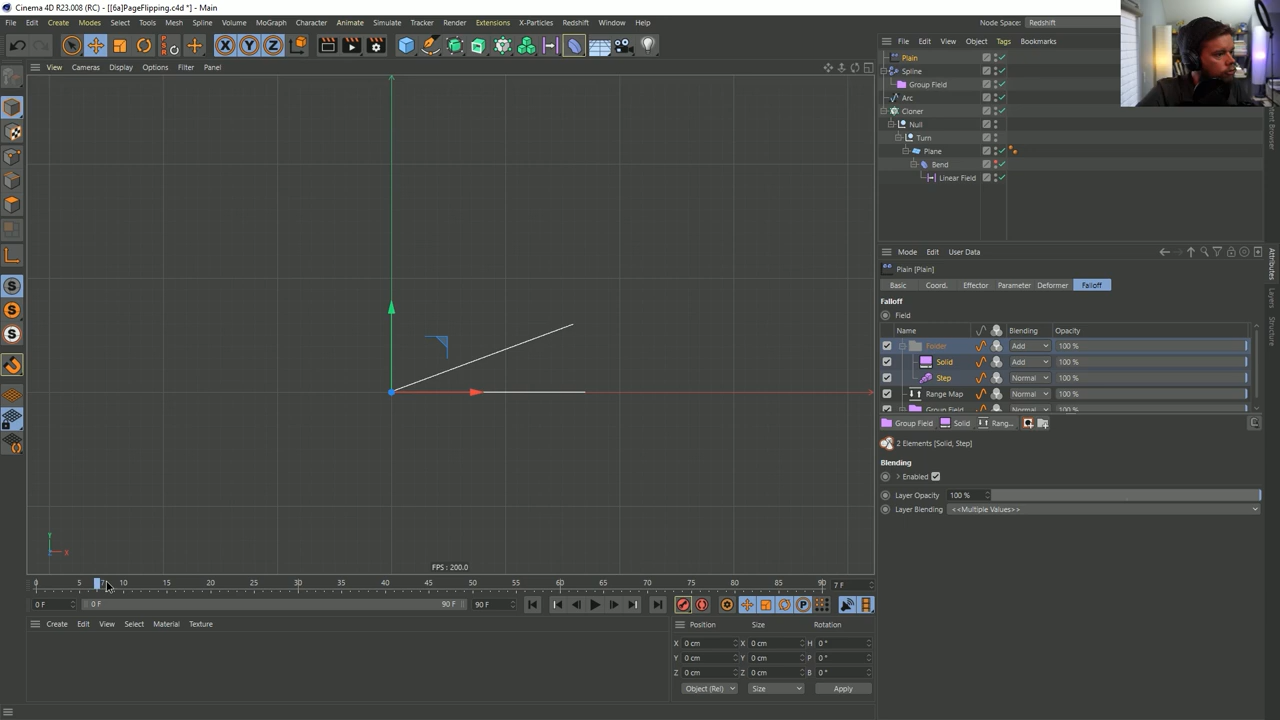 Cinema 4D R23.008 (RC) - [[6a]PageFlipping.c4d *] - Main
File Edit Create Modes Select Tools Mesh Spline Volume MoGraph Character Animate Simulate Tracker Render Extensions X-Particles Redshift Window Help Node Space: Redshift
File Edit View Object Tags Bookmarks
View Cameras Display Options Filter Panel
Plain
Spline
Group Field
Arc
Cloner
Null
Turn
Plane
Bend
Linear Field
Mode Edit User Data
Plain [Plain]
Basic Coord. Effector Parameter Deformer Falloff
Falloff
Field
Name Blending Opacity
Folder Add 100 %
Solid Add 100 %
Step Normal 100 %
Range Map Normal 100 %
Group Field Normal 100 %
Group Field Solid Rang...
2 Elements [Solid, Step]
Blending
Enabled
Layer Opacity 100 %
Layer Blending <<Multiple Values>>
Attributes
Layers
Structure
Y
X
FPS : 200.0
0 5 7 10 15 20 25 30 35 40 45 50 55 60 65 70 75 80 85 90 7 F
0 F 0 F 90 F 90 F
Create Edit View Select Material Texture
Position Size Rotation
X 0 cm X 0 cm H 0 °
Y 0 cm Y 0 cm P 0 °
Z 0 cm Z 0 cm B 0 °
Object (Rel) Size Apply